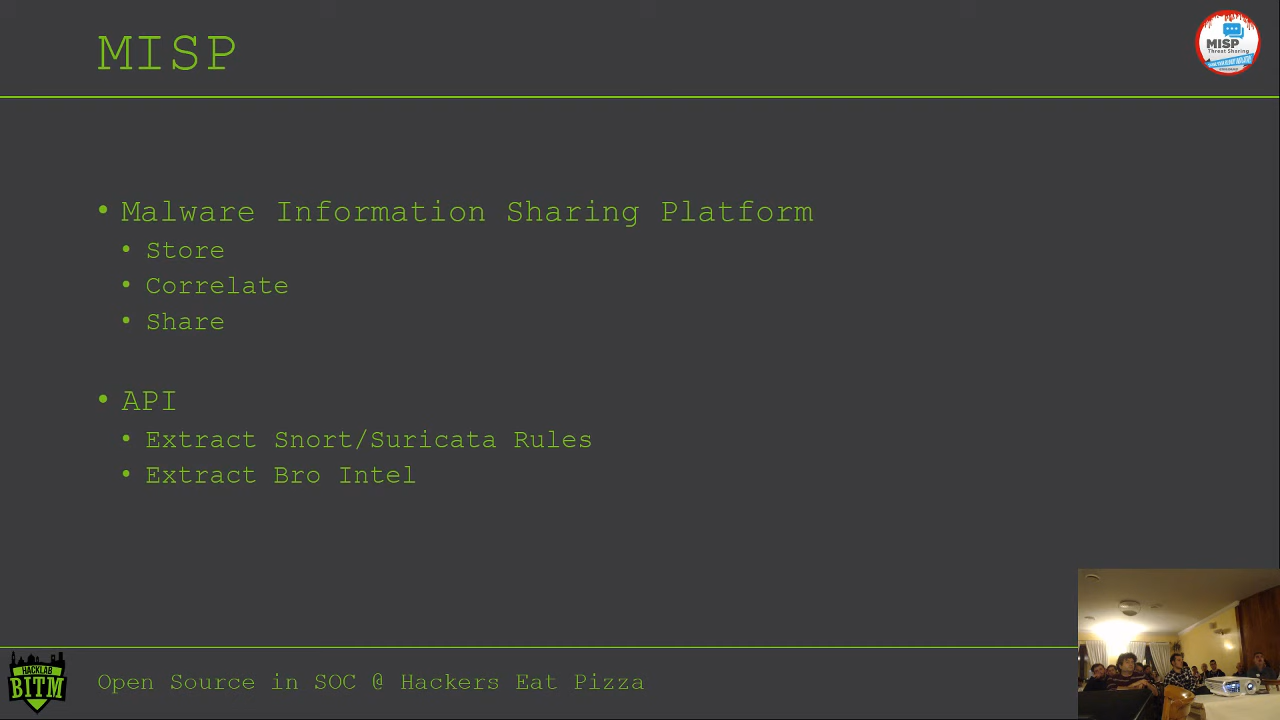 MISP
MISP
Threat Sharing
• Malware Information Sharing Platform
• Store
• Correlate
• Share
• API
• Extract Snort/Suricata Rules
• Extract Bro Intel
HACKLAB
BITM
Open Source in SOC @ Hackers Eat Pizza